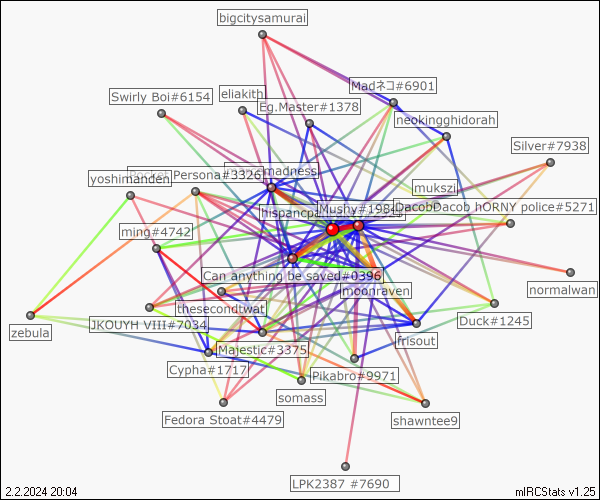 bigcitysamurai
Madネコ#6901
eliakith
Swirly Boi#6154
Eg.Master#1378
neokingghidorah
Silver#7938
madness
Persona#3326
yoshimanden
mukszi
Mushy#1984
DacobDacob hORNY police#5271
hispancpa
ming#4742
Can anything be saved#0396
moonraven
normalwan
thesecondtwat
Duck#1245
JKOUYH VIII#7034
zebula
frisout
Majestic#3375
Cypha#1717
Pikabro#9971
somass
Fedora Stoat#4479
shawntee9
LPK2387 #7690
2.2.2024 20:04
mIRCStats v1.25